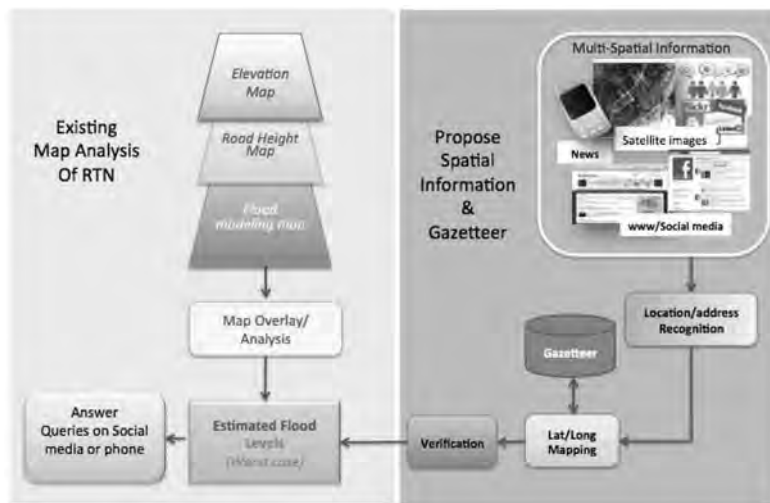 Existing
Map Analysis
Of RTN
Elevation
Map
Road Height
Map
Flood
modeling map
Map Overlay/
Analysis
Estimated Flood
Levels
(Worst case)
Answer
Queries on Social
media or phone
Propose
Spatial
Information
&
Gazetteer
Multi-Spatial Information
flickr
Satellite images
News
www/Social media
Location/address
Recognition
Gazetteer
Lat/Long
Mapping
Verification